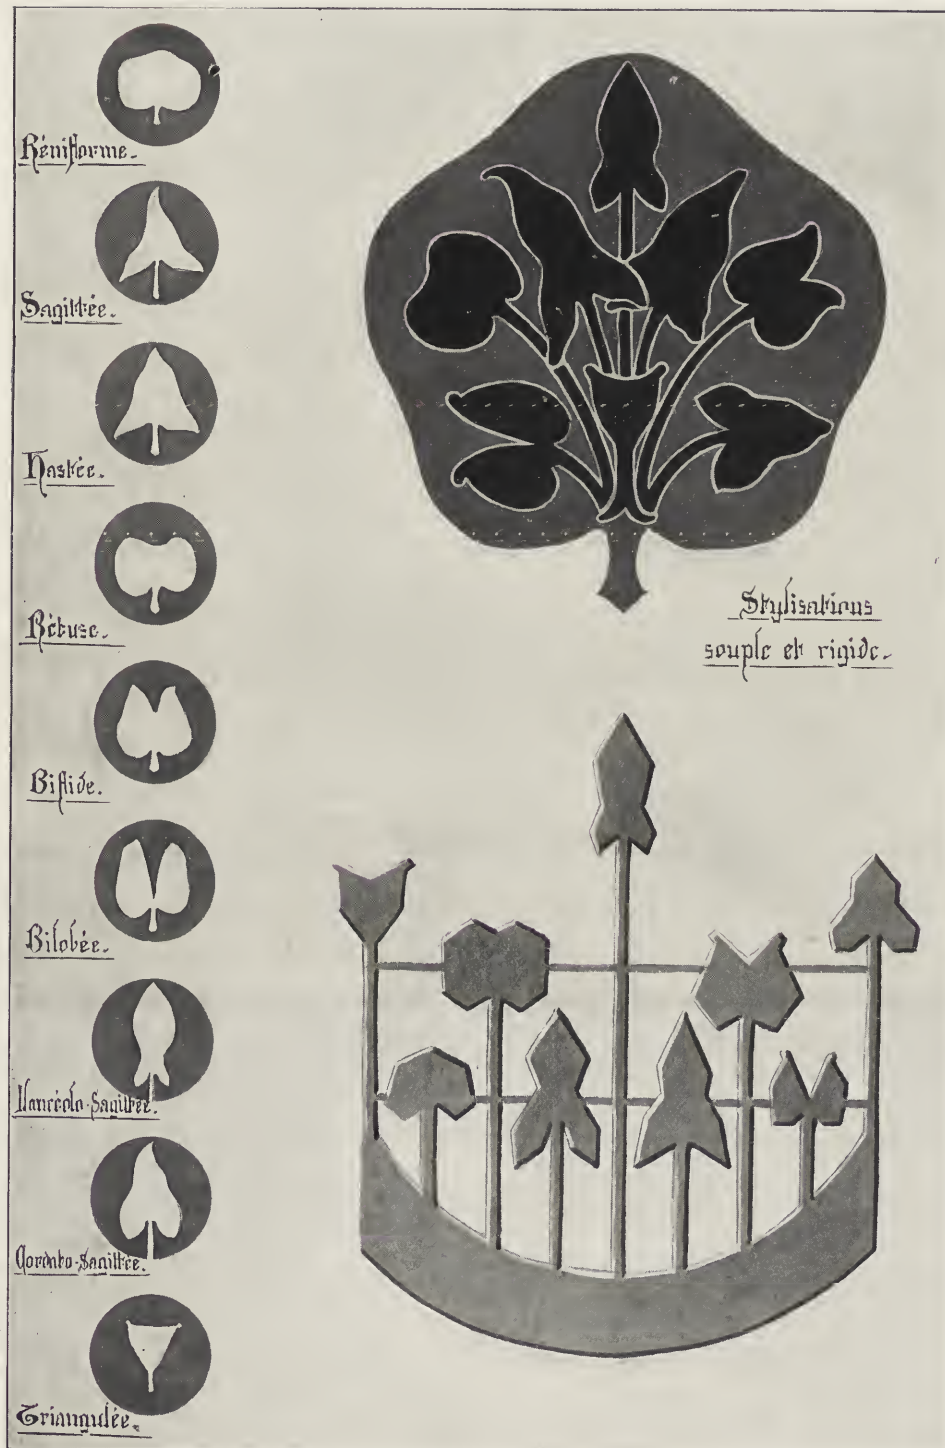 Réniforme.
Sagittée.
Hastée.
Rétuse.
Bifide.
Bilobée.
Lancéolo-Sagittée.
Cordato-Sagittée.
Triangulée.
Stylisations
souple et rigide.